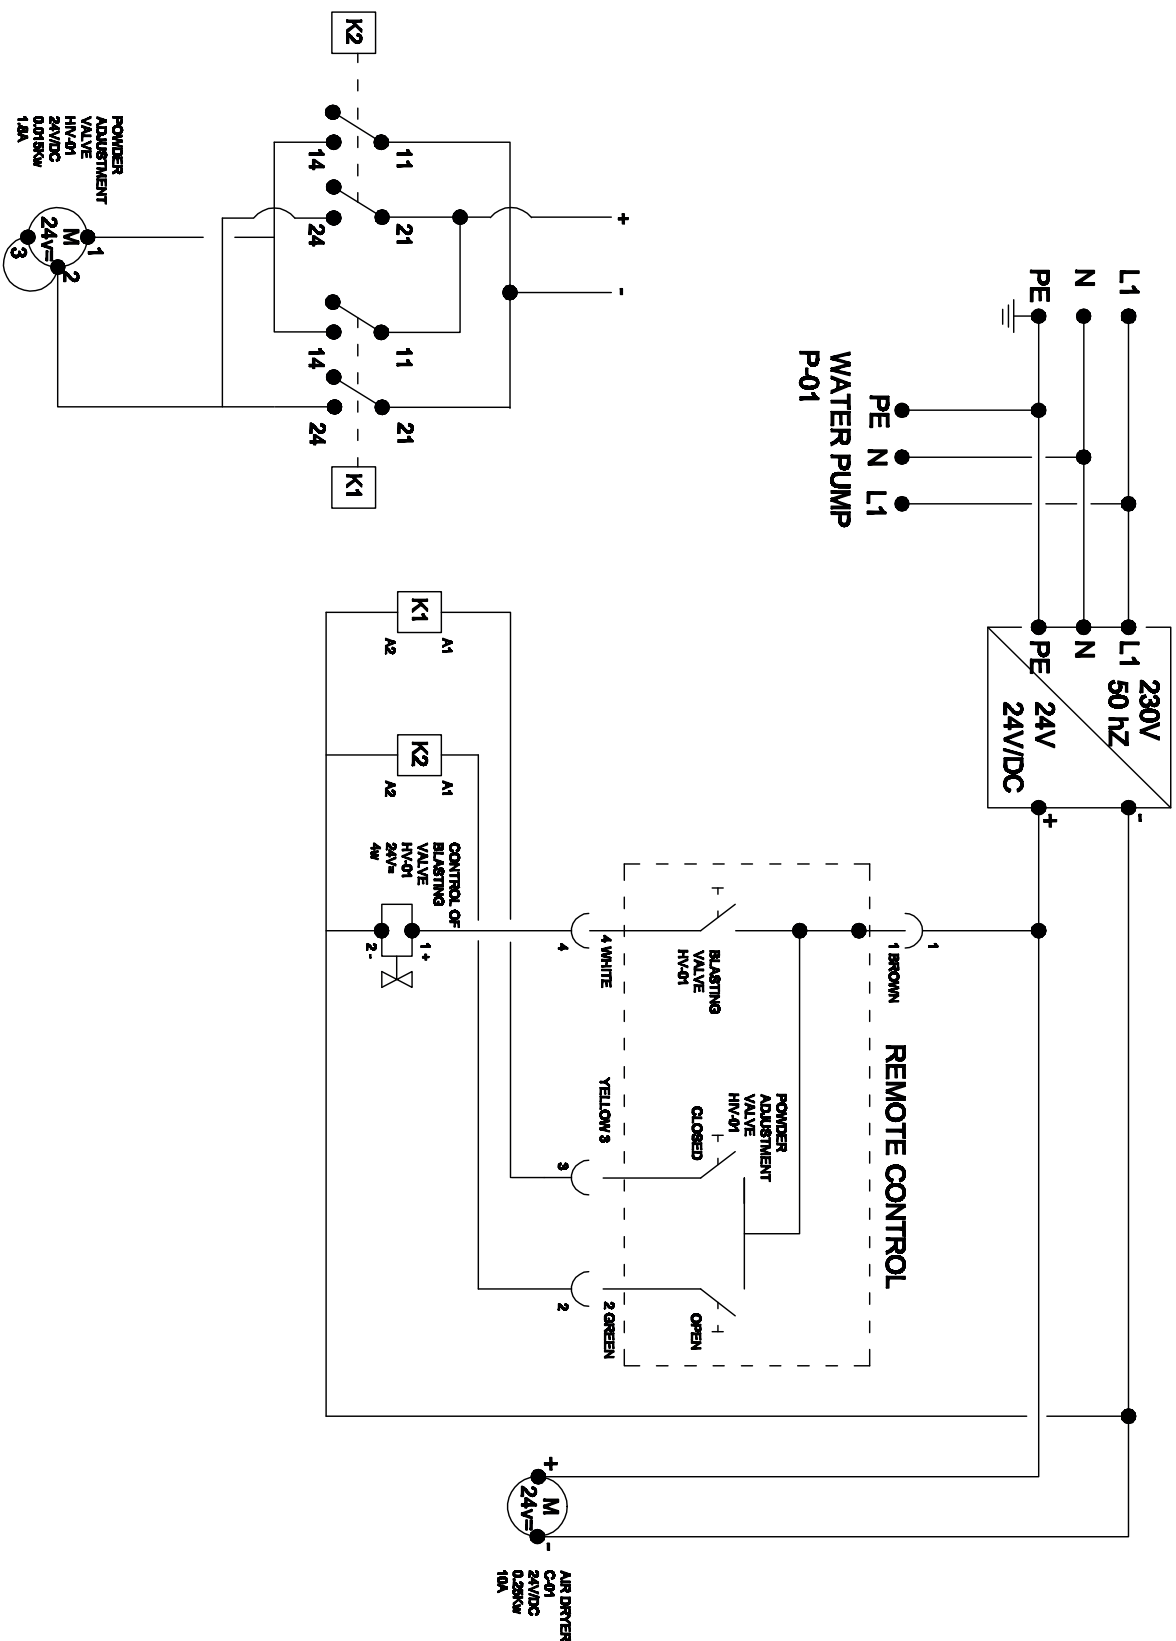 L1
N
PE
WATER PUMP
P-01
PE
N
L1
L1
N
PE
230V
50 hZ
24V
24V/DC
-
+
REMOTE CONTROL
1
1 BROWN
BLASTING
VALVE
HV-01
POWDER
ADJUSTMENT
VALVE
HIV-01
CLOSED
OPEN
4 WHITE
4
YELLOW 3
3
2 GREEN
2
K1
A1
A2
K2
A1
A2
CONTROL OF
BLASTING
VALVE
HV-01
24V=
4w
1 +
2 -
+
M
24v=
-
AIR DRYER
C-01
24V/DC
0.25Kw
10A
K2
+
-
11
14
21
24
11
14
21
24
K1
POWDER
ADJUSTMENT
VALVE
HIV-01
24V/DC
0.015Kw
1.8A
M
24v=
1
2
3